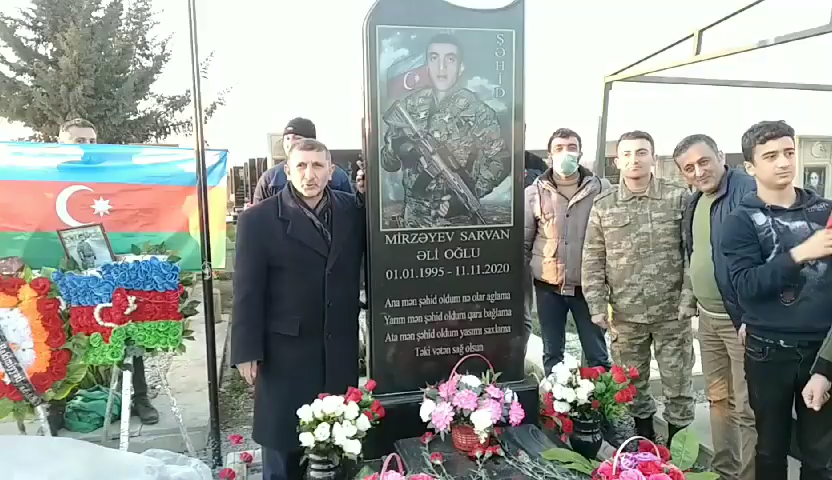 ŞƏHİD
MİRZƏYEV SARVAN
ƏLİ OĞLU
01.01.1995 - 11.11.2020
Ana mən şəhid oldum nə olar ağlama
Yarım mən şəhid oldum qara bağlama
Ata mən şəhid oldum yasımı saxlama
Təki vətən sağ olsun